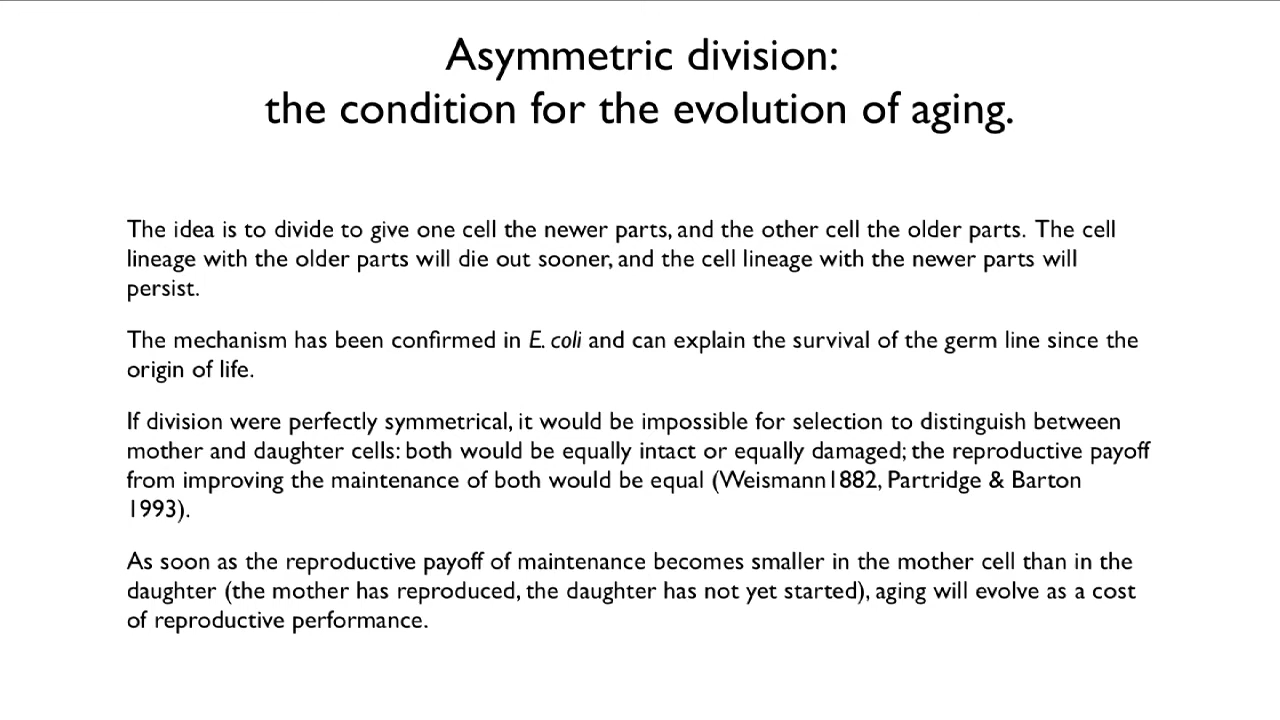 Asymmetric division:
the condition for the evolution of aging.
The idea is to divide to give one cell the newer parts, and the other cell the older parts. The cell
lineage with the older parts will die out sooner, and the cell lineage with the newer parts will
persist.
The mechanism has been confirmed in E. coli and can explain the survival of the germ line since the
origin of life.
If division were perfectly symmetrical, it would be impossible for selection to distinguish between
mother and daughter cells: both would be equally intact or equally damaged; the reproductive payoff
from improving the maintenance of both would be equal (Weismann1882, Partridge & Barton
1993).
As soon as the reproductive payoff of maintenance becomes smaller in the mother cell than in the
daughter (the mother has reproduced, the daughter has not yet started), aging will evolve as a cost
of reproductive performance.